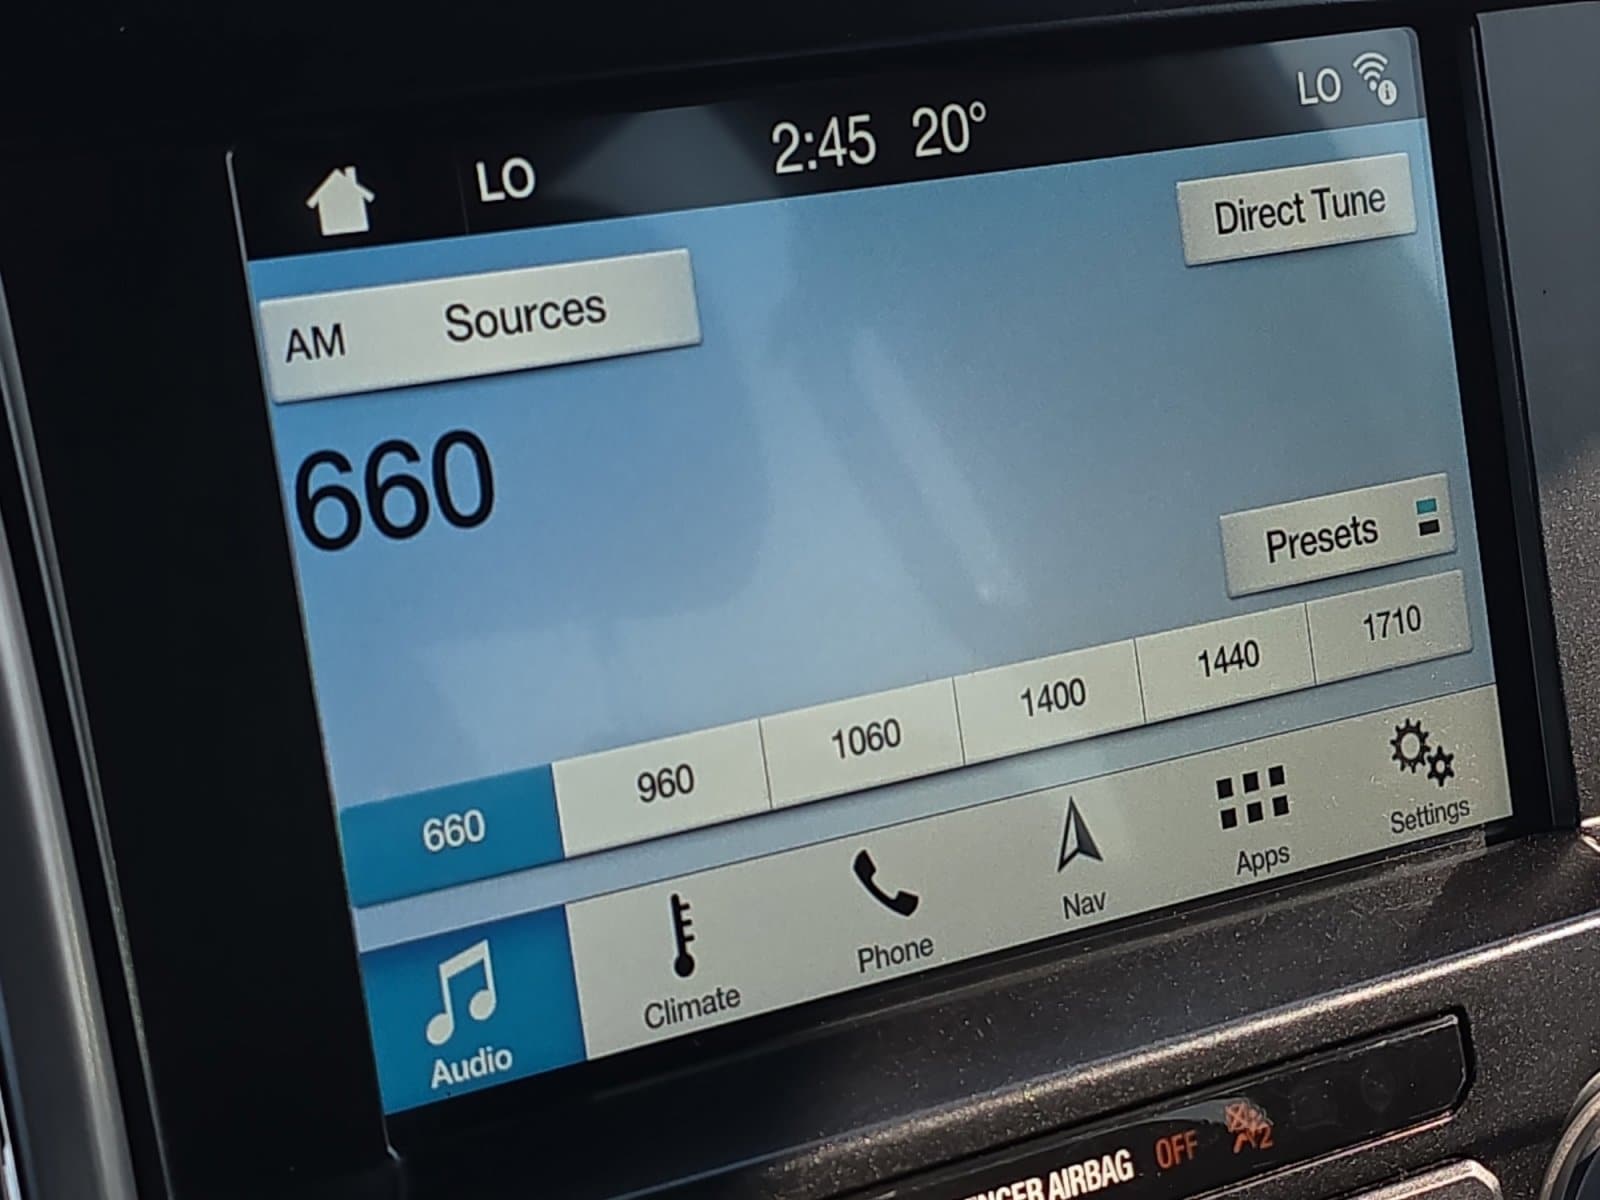 LO 2:45 20° LO
Direct Tune
AM Sources
660
Presets
660 960 1060 1400 1440 1710
Audio Climate Phone Nav Apps Settings
AIRBAG OFF 2